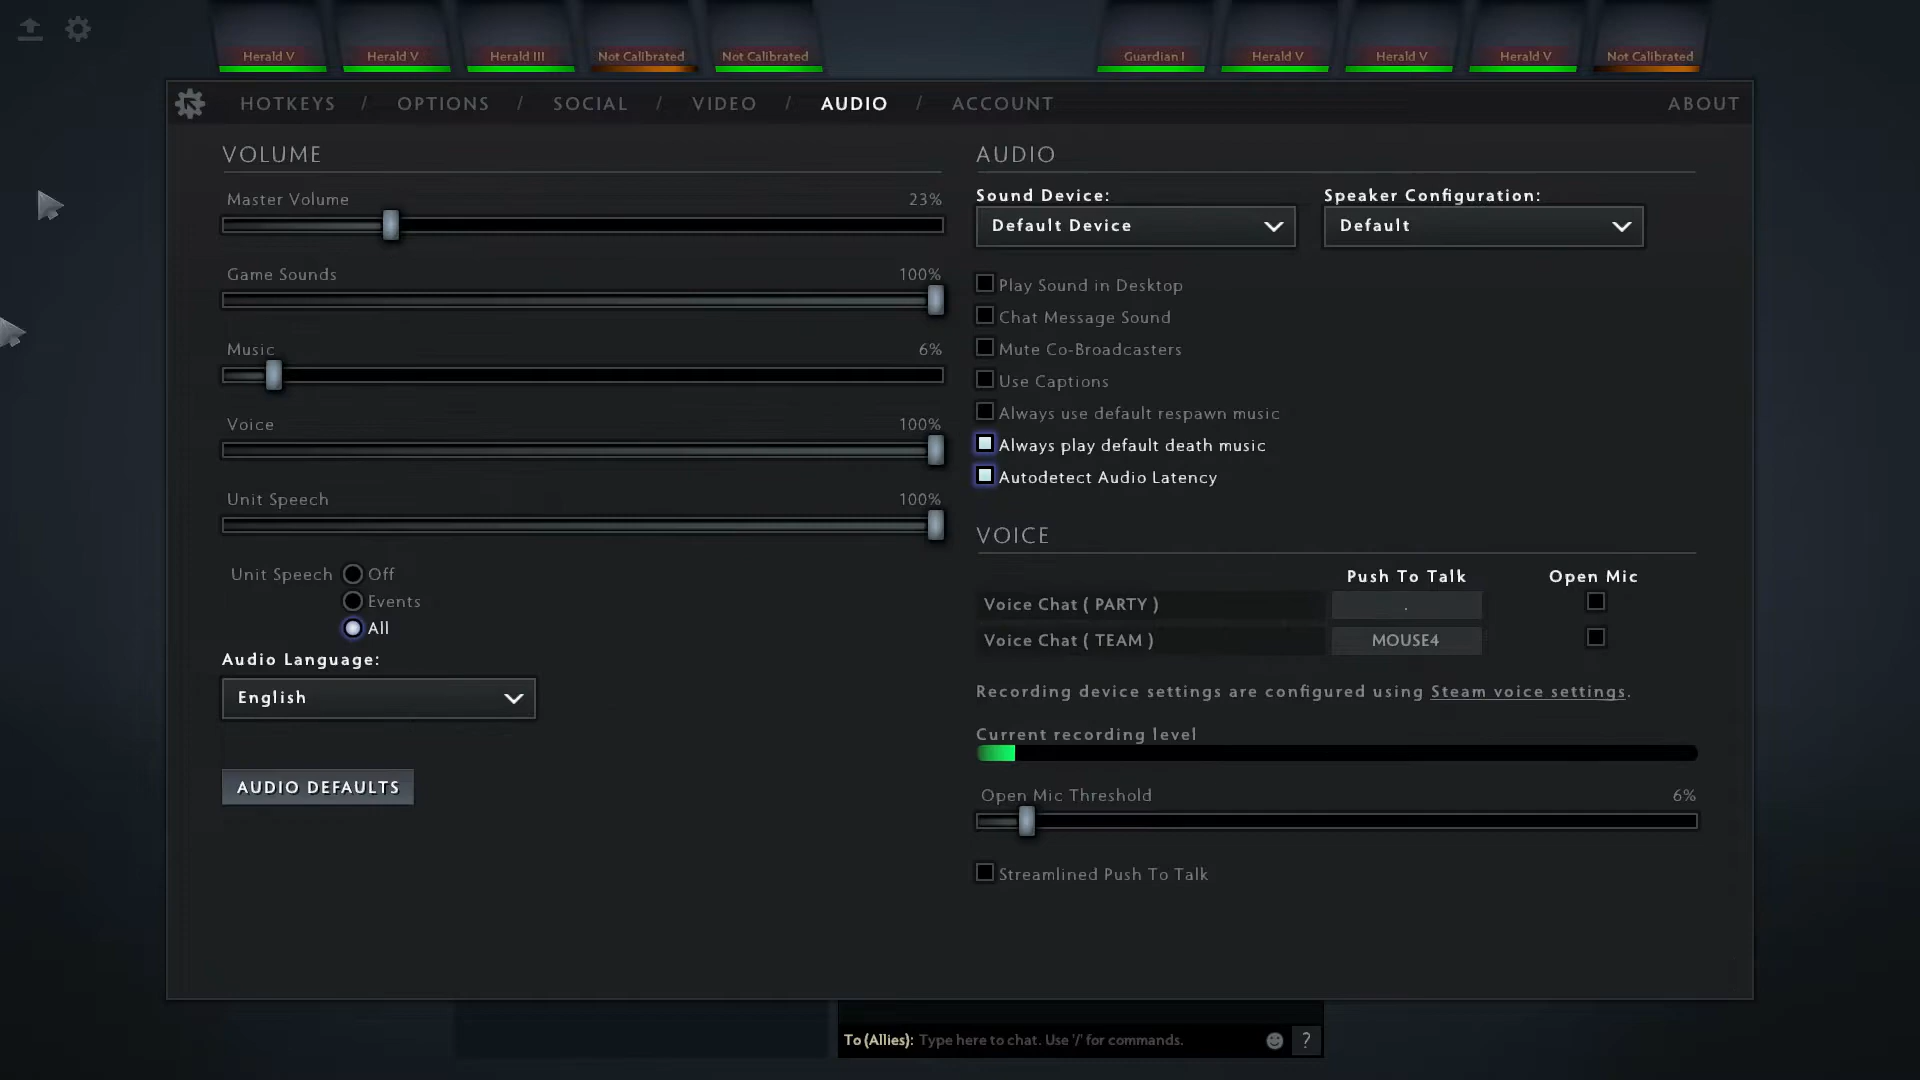 Herald V
Herald V
Herald III
Not Calibrated
Not Calibrated
Guardian I
Herald V
Herald V
Herald V
Not Calibrated
HOTKEYS / OPTIONS / SOCIAL / VIDEO / AUDIO / ACCOUNT
ABOUT
VOLUME
Master Volume 23%
Game Sounds 100%
Music 6%
Voice 100%
Unit Speech 100%
Unit Speech Off
Events
All
Audio Language:
English
AUDIO DEFAULTS
AUDIO
Sound Device: Speaker Configuration:
Default Device Default
Play Sound in Desktop
Chat Message Sound
Mute Co-Broadcasters
Use Captions
Always use default respawn music
Always play default death music
Autodetect Audio Latency
VOICE
Push To Talk Open Mic
Voice Chat ( PARTY ) .
Voice Chat ( TEAM ) MOUSE4
Recording device settings are configured using Steam voice settings.
Current recording level
Open Mic Threshold 6%
Streamlined Push To Talk
To (Allies): Type here to chat. Use '/' for commands. ?